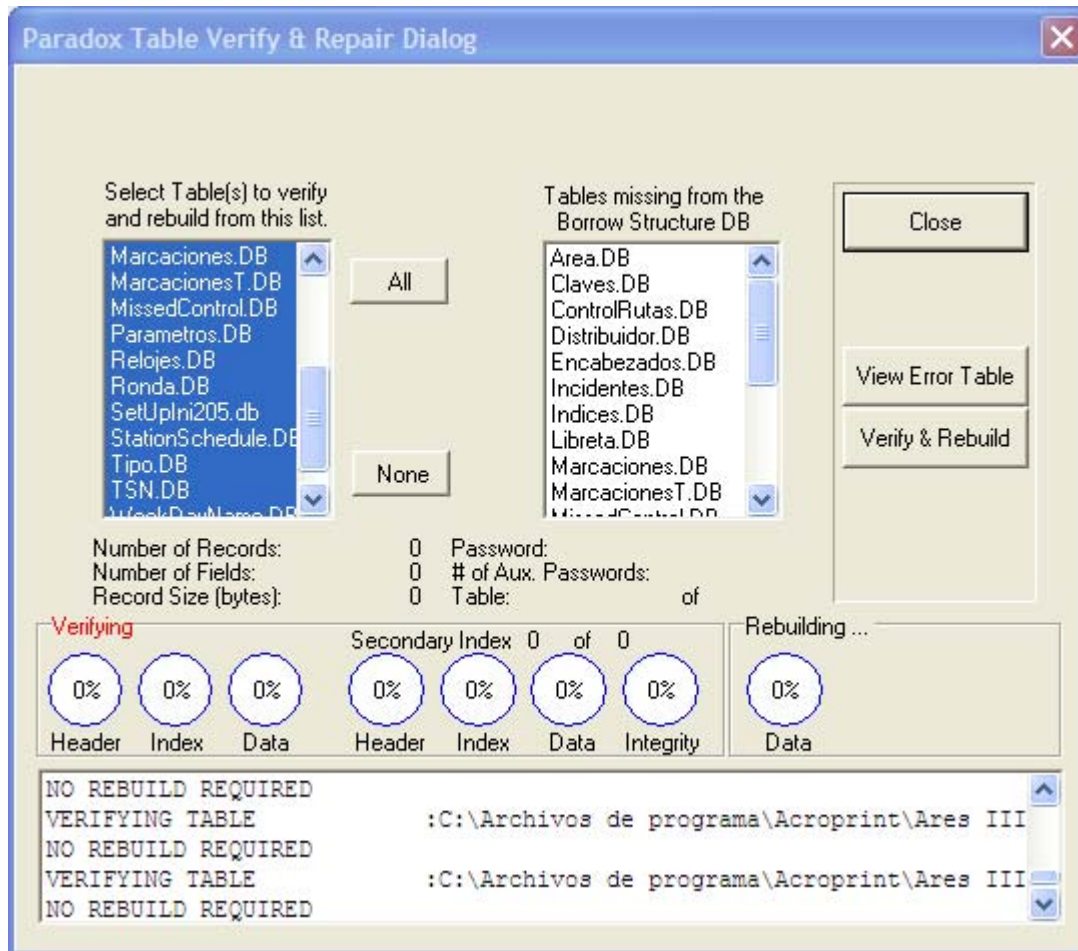 Paradox Table Verify & Repair Dialog
Select Table(s) to verify
and rebuild from this list.
Marcaciones.DB
MarcacionesT.DB
MissedControl.DB
Parametros.DB
Relojes.DB
Ronda.DB
SetUpIni205.db
StationSchedule.DB
Tipo.DB
TSN.DB
WeekDayName.DB
All
None
Tables missing from the
Borrow Structure DB
Area.DB
Claves.DB
ControlRutas.DB
Distribuidor.DB
Encabezados.DB
Incidentes.DB
Indices.DB
Libreta.DB
Marcaciones.DB
MarcacionesT.DB
MissedControl.DB
Close
View Error Table
Verify & Rebuild
Number of Records: 0 Password:
Number of Fields: 0 # of Aux. Passwords:
Record Size (bytes): 0 Table: of
Verifying
Secondary Index 0 of 0
Rebuilding ...
0% 0% 0% 0% 0% 0% 0% 0%
Header Index Data Header Index Data Integrity Data
NO REBUILD REQUIRED
VERIFYING TABLE :C:\Archivos de programa\Acroprint\Ares III
NO REBUILD REQUIRED
VERIFYING TABLE :C:\Archivos de programa\Acroprint\Ares III
NO REBUILD REQUIRED